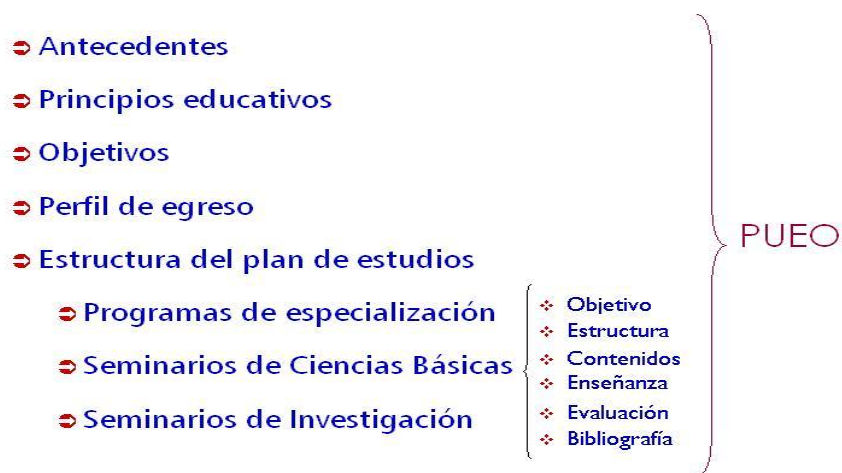 Antecedentes
Principios educativos
Objetivos
Perfil de egreso
Estructura del plan de estudios
Programas de especialización
Seminarios de Ciencias Básicas
Seminarios de Investigación
Objetivo
Estructura
Contenidos
Enseñanza
Evaluación
Bibliografía
PUEO